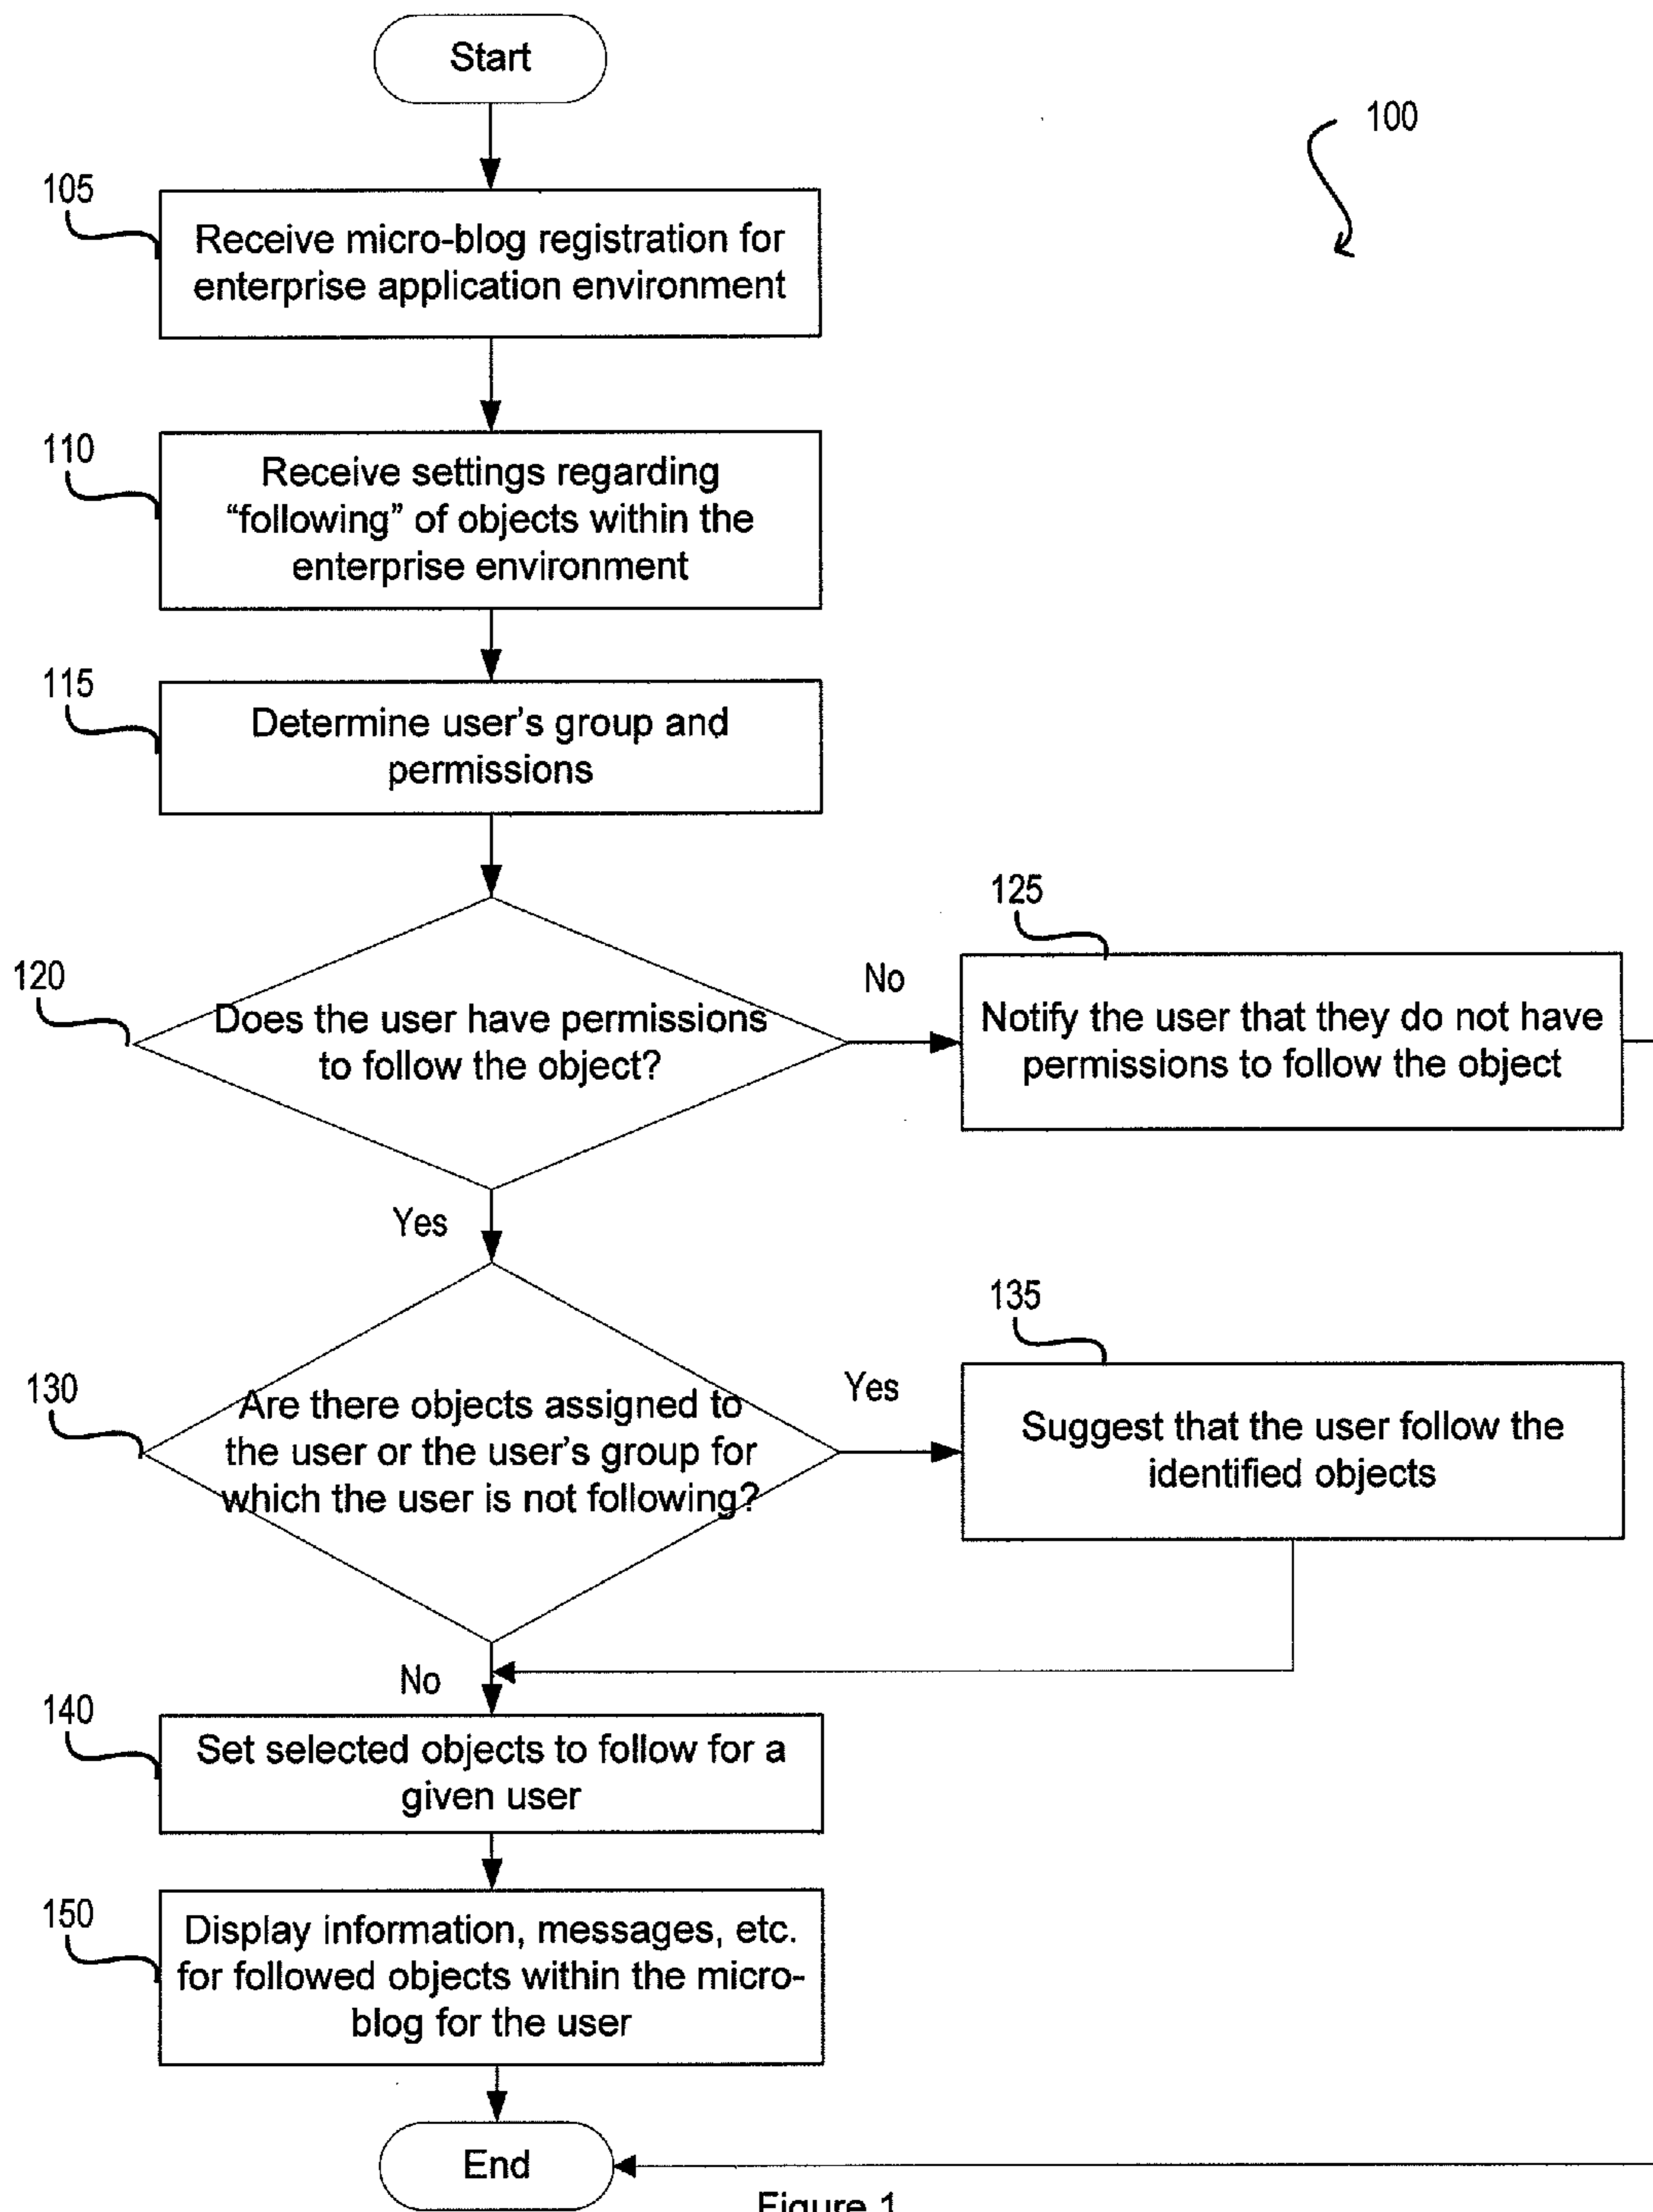 Start
100
105
Receive micro-blog registration for
enterprise application environment
110
Receive settings regarding
“following” of objects within the
enterprise environment
115
Determine user’s group and
permissions
120
Does the user have permissions
to follow the object?
No
125
Notify the user that they do not have
permissions to follow the object
Yes
130
Are there objects assigned to
the user or the user’s group for
which the user is not following?
Yes
135
Suggest that the user follow the
identified objects
No
140
Set selected objects to follow for a
given user
150
Display information, messages, etc.
for followed objects within the micro-
blog for the user
End
Figure 1